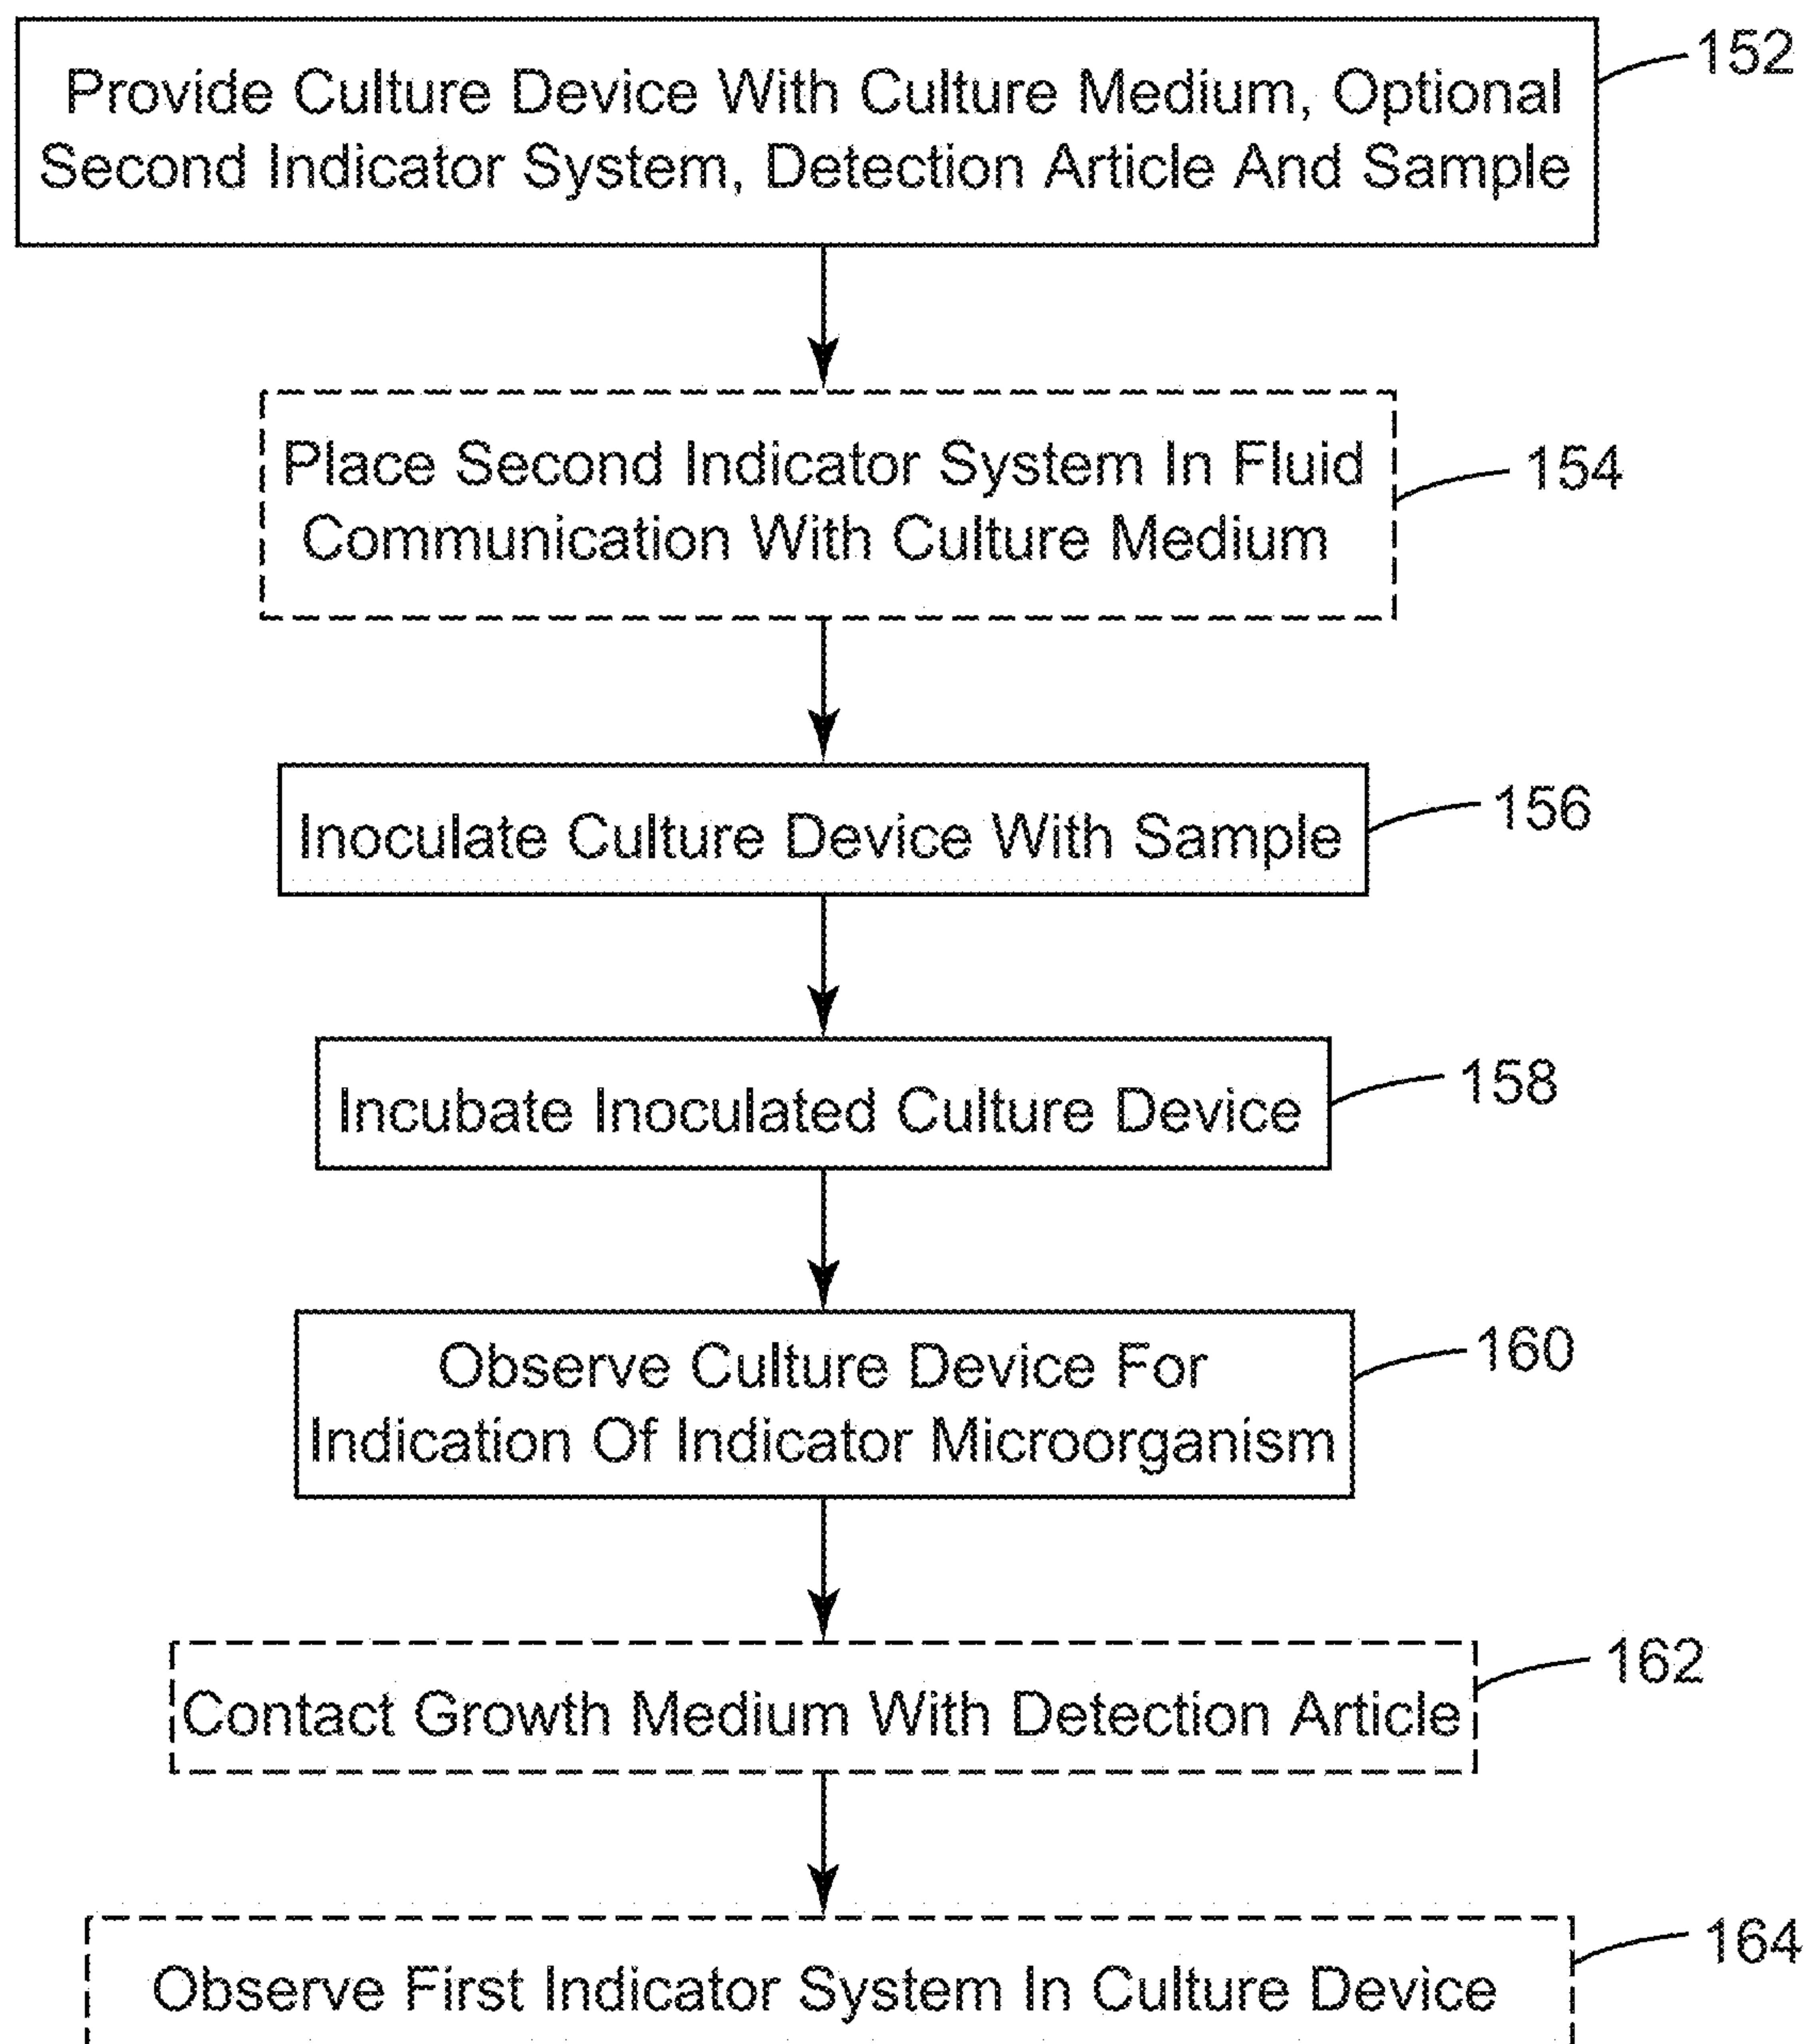 Provide Culture Device With Culture Medium, Optional
Second Indicator System, Detection Article And Sample
152
Place Second Indicator System In Fluid
Communication With Culture Medium
154
Inoculate Culture Device With Sample
156
Incubate Inoculated Culture Device
158
Observe Culture Device For
Indication Of Indicator Microorganism
160
Contact Growth Medium With Detection Article
162
Observe First Indicator System In Culture Device
164